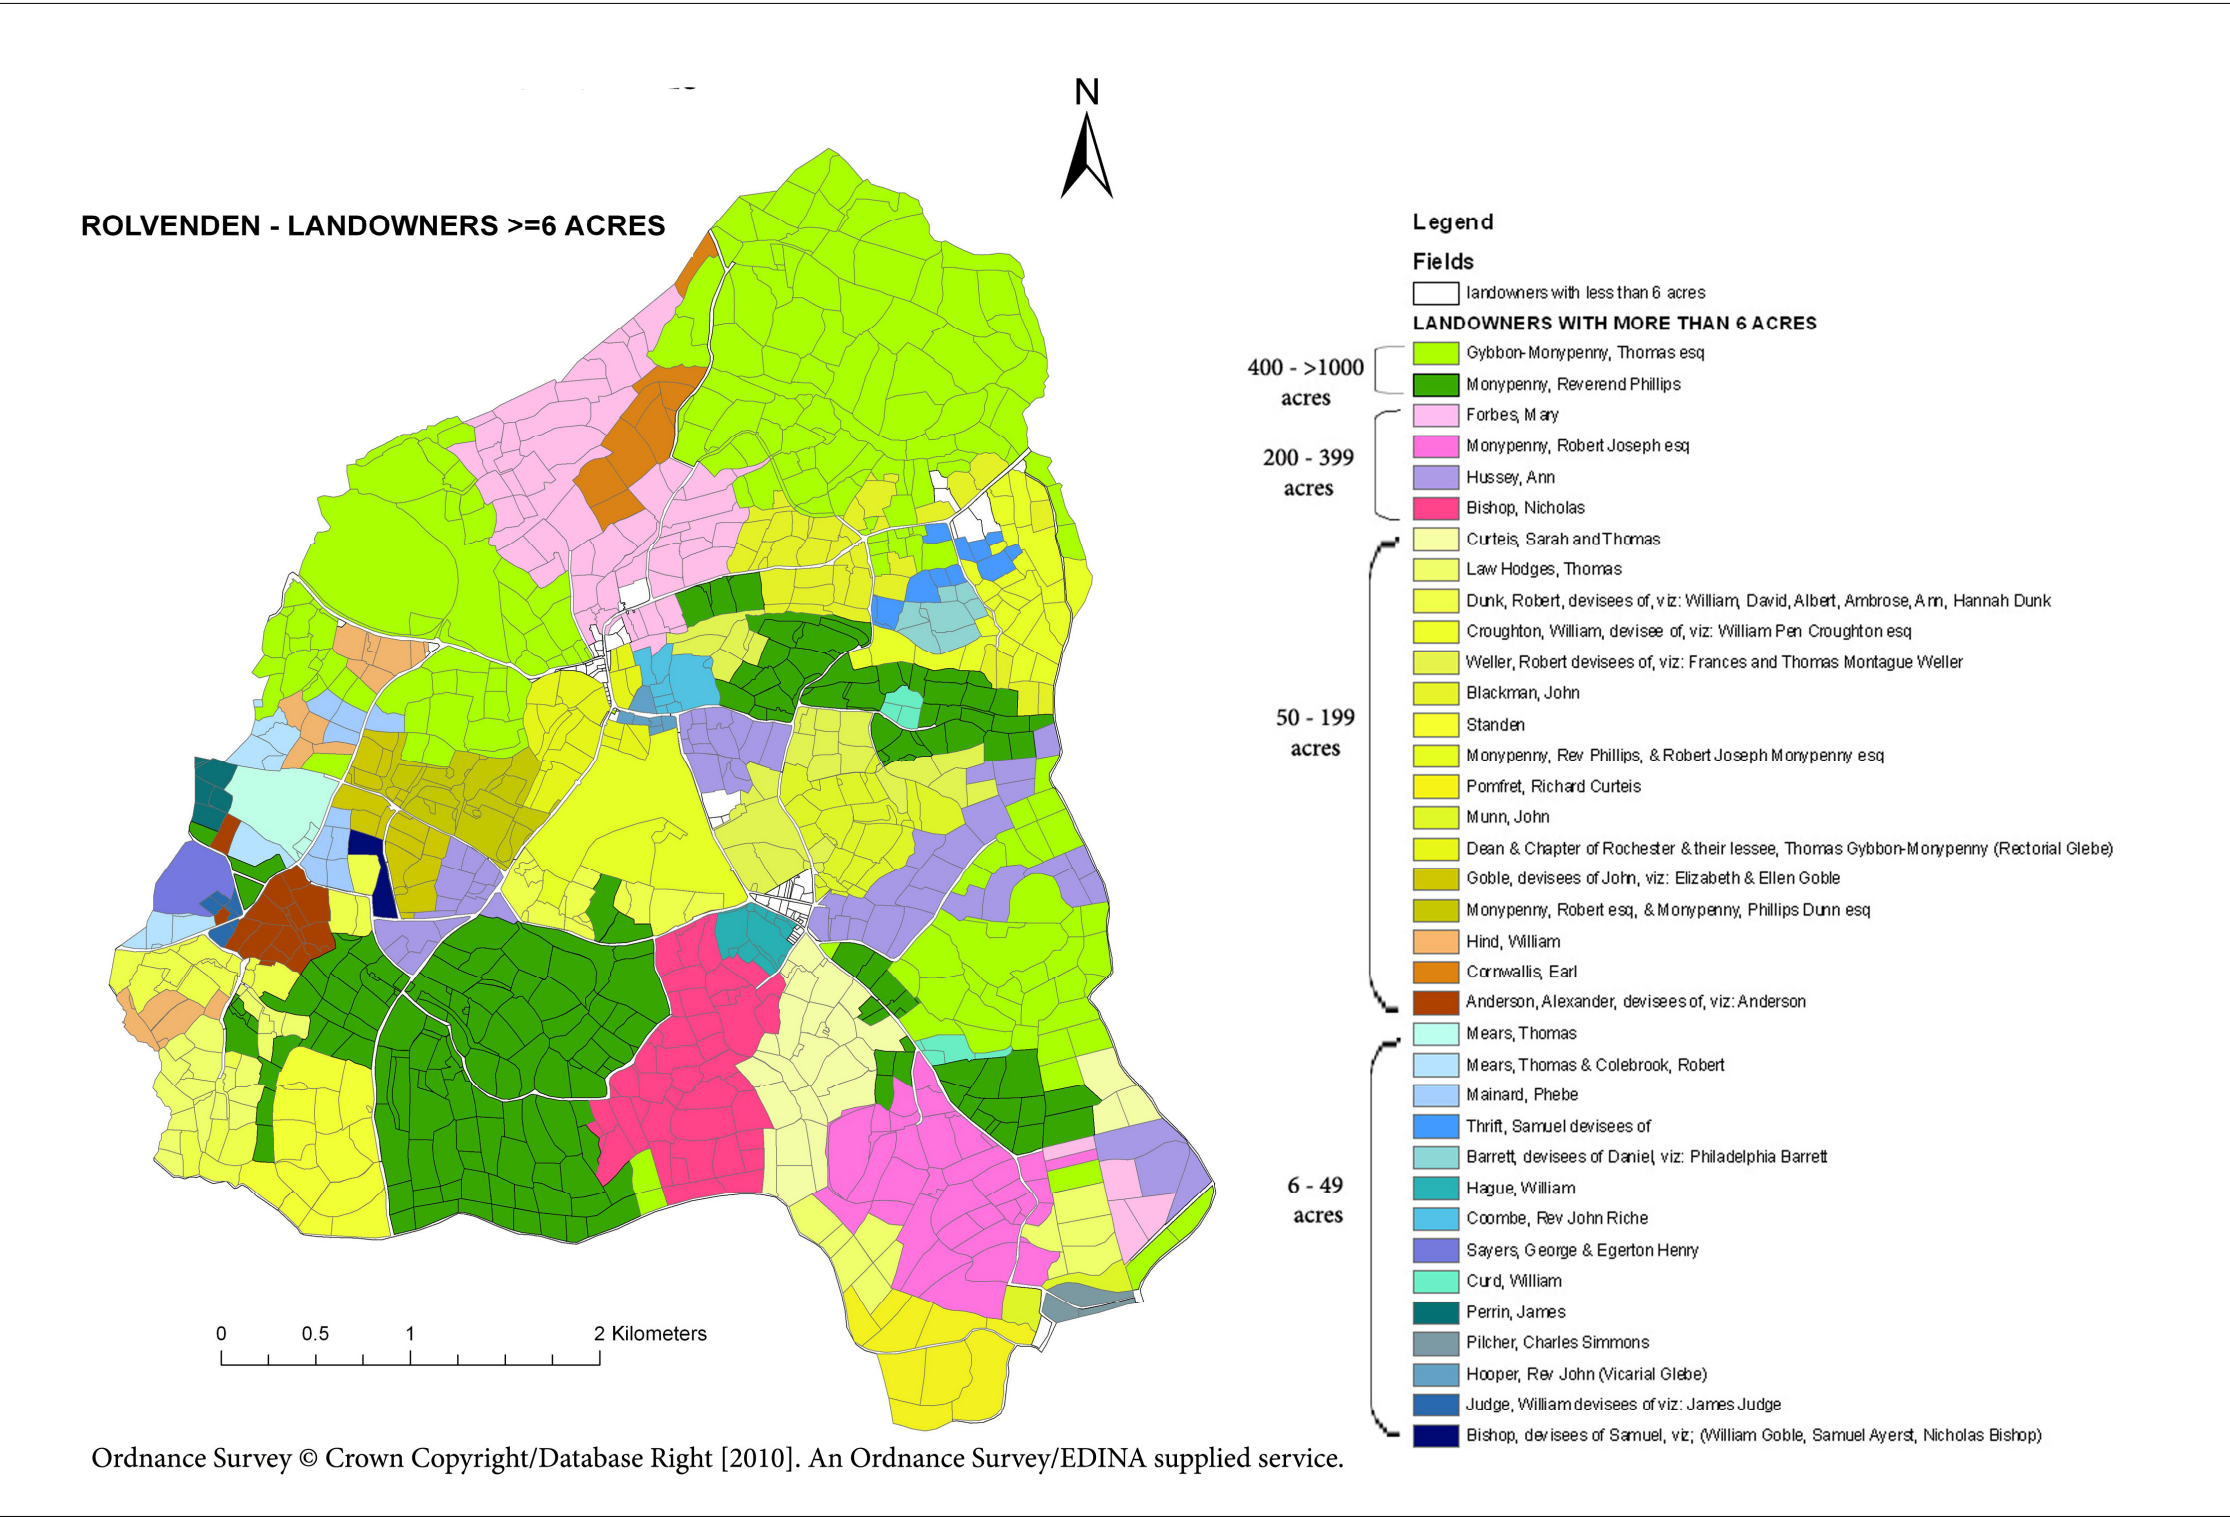 N
ROLVENDEN - LANDOWNERS >=6 ACRES
Legend
Fields
landowners with less than 6 acres
LANDOWNERS WITH MORE THAN 6 ACRES
400 - >1000
acres
Gybbon-Monypenny, Thomas esq
Monypenny, Reverend Phillips
200 - 399
acres
Forbes, Mary
Monypenny, Robert Joseph esq
Hussey, Ann
Bishop, Nicholas
50 - 199
acres
Curteis, Sarah and Thomas
Law Hodges, Thomas
Dunk, Robert, devisees of, viz: William, David, Albert, Ambrose, Ann, Hannah Dunk
Croughton, William, devisee of, viz: William Pen Croughton esq
Weller, Robert devisees of, viz: Frances and Thomas Montague Weller
Blackman, John
Standen
Monypenny, Rev Phillips, & Robert Joseph Monypenny esq
Pomfret, Richard Curteis
Munn, John
Dean & Chapter of Rochester & their lessee, Thomas Gybbon-Monypenny (Rectorial Glebe)
Goble, devisees of John, viz: Elizabeth & Ellen Goble
Monypenny, Robert esq, & Monypenny, Phillips Dunn esq
Hind, William
Cornwallis, Earl
Anderson, Alexander, devisees of, viz: Anderson
6 - 49
acres
Mears, Thomas
Mears, Thomas & Colebrook, Robert
Mainard, Phebe
Thrift, Samuel devisees of
Barrett, devisees of Daniel, viz: Philadelphia Barrett
Hague, William
Coombe, Rev John Riche
Sayers, George & Egerton Henry
Curd, William
Perrin, James
Pilcher, Charles Simmons
Hooper, Rev John (Vicarial Glebe)
Judge, William devisees of viz: James Judge
Bishop, devisees of Samuel, viz; (William Goble, Samuel Ayerst, Nicholas Bishop)
0 0.5 1 2 Kilometers
Ordnance Survey © Crown Copyright/Database Right [2010]. An Ordnance Survey/EDINA supplied service.